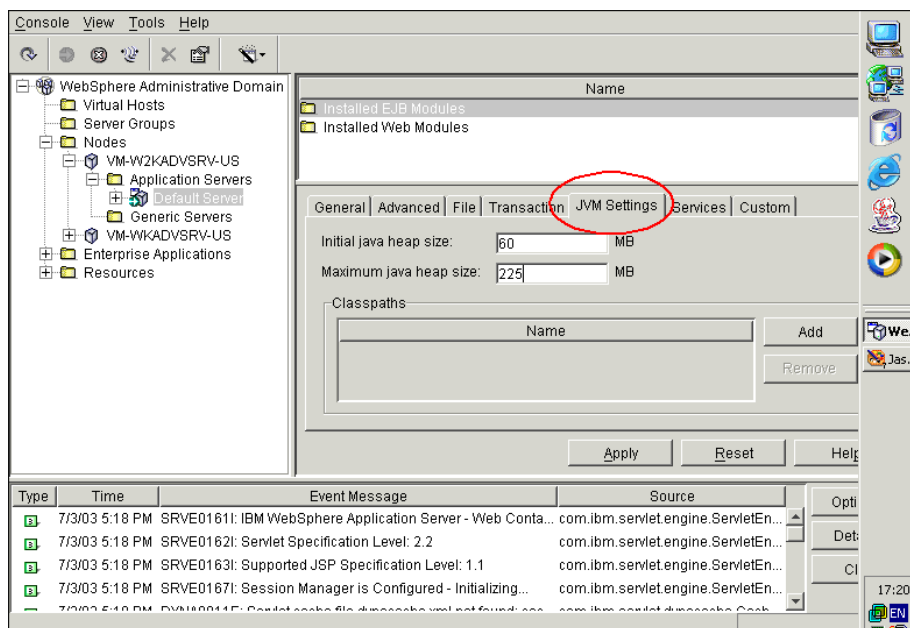 Console View Tools Help
WebSphere Administrative Domain
Virtual Hosts
Server Groups
Nodes
VM-W2KADVSRV-US
Application Servers
Default Server
Generic Servers
VM-WKADVSRV-US
Enterprise Applications
Resources
Name
Installed EJB Modules
Installed Web Modules
General Advanced File Transaction JVM Settings Services Custom
Initial java heap size: 60 MB
Maximum java heap size: 225 MB
Classpaths
Name
Add
Remove
Apply Reset Help
Type Time Event Message Source
7/3/03 5:18 PM SRVE0161I: IBM WebSphere Application Server - Web Conta... com.ibm.servlet.engine.ServletEn...
7/3/03 5:18 PM SRVE0162I: Servlet Specification Level: 2.2 com.ibm.servlet.engine.ServletEn...
7/3/03 5:18 PM SRVE0163I: Supported JSP Specification Level: 1.1 com.ibm.servlet.engine.ServletEn...
7/3/03 5:18 PM SRVE0167I: Session Manager is Configured - Initializing... com.ibm.servlet.engine.ServletEn...
Opti
Det
Cl
We.
Jas.
17:20
EN